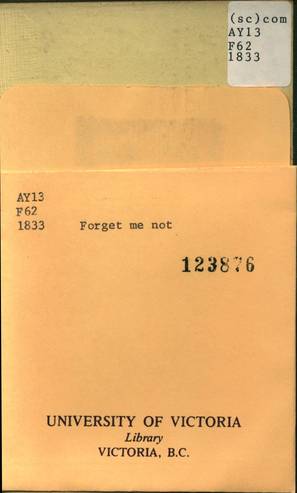 (sc)com
AY13
F62
1833
AY13
F62
1833 Forget me not
123876
UNIVERSITY OF VICTORIA
Library
VICTORIA, B.C.